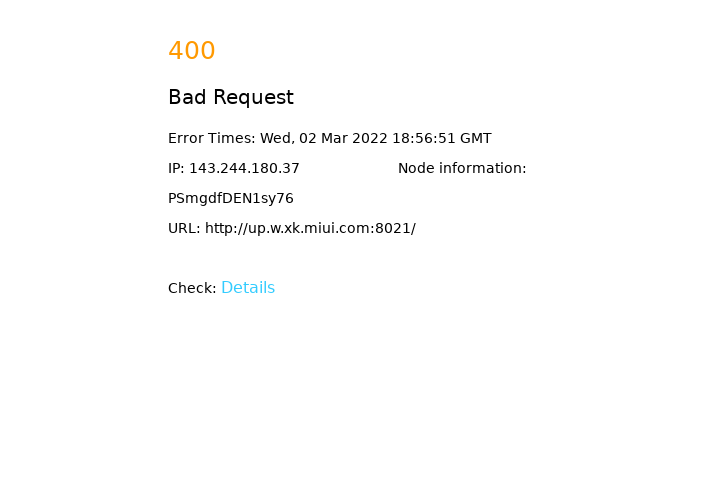 400
Bad Request
Error Times: Wed, 02 Mar 2022 18:56:51 GMT
IP: 143.244.180.37 Node information:
PSmgdfDEN1sy76
URL: http://up.w.xk.miui.com:8021/
Check: Details